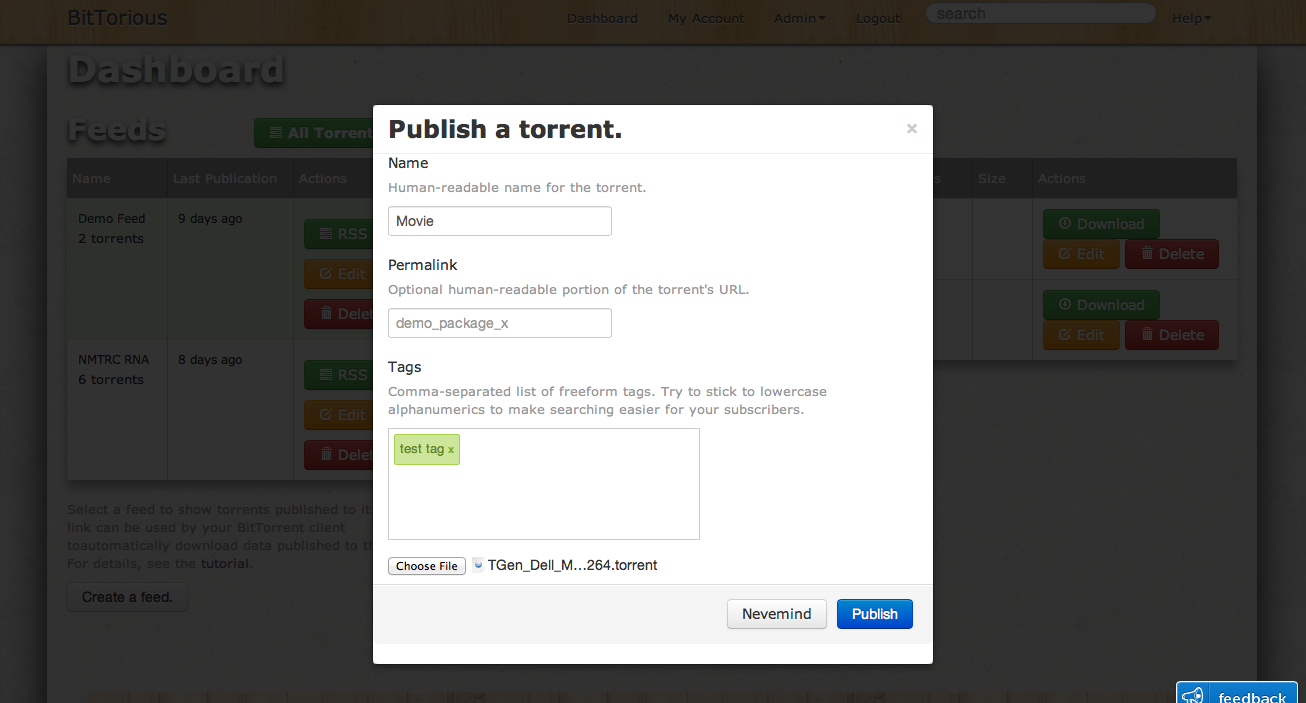 BitTorious
Dashboard My Account Admin Logout search Help
Dashboard
Feeds
All Torrent
Name Last Publication Actions
Size Actions
Demo Feed
2 torrents
9 days ago
RSS
Edit
Delet
NMTRC RNA
6 torrents
8 days ago
RSS
Edit
Delet
Download
Edit Delete
Download
Edit Delete
Select a feed to show torrents published to it
link can be used by your BitTorrent client
toautomatically download data published to th
For details, see the tutorial.
Create a feed.
Publish a torrent.
×
Name
Human-readable name for the torrent.
Movie
Permalink
Optional human-readable portion of the torrent's URL.
demo_package_x
Tags
Comma-separated list of freeform tags. Try to stick to lowercase
alphanumerics to make searching easier for your subscribers.
test tag x
Choose File TGen_Dell_M...264.torrent
Nevemind Publish
feedback